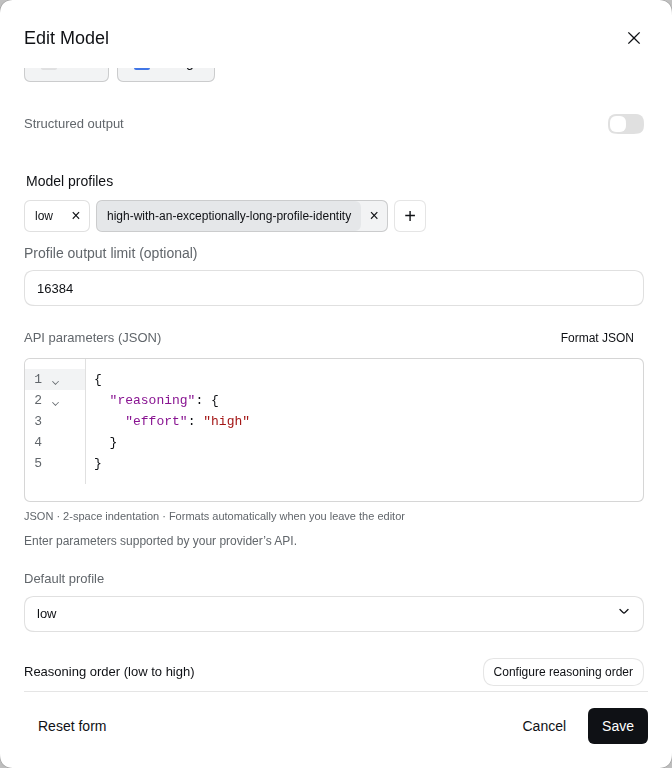 Edit Model
Structured output
Model profiles
low × high-with-an-exceptionally-long-profile-identity × +
Profile output limit (optional)
16384
API parameters (JSON) Format JSON
1 {
2 "reasoning": {
3 "effort": "high"
4 }
5 }
JSON · 2-space indentation · Formats automatically when you leave the editor
Enter parameters supported by your provider’s API.
Default profile
low
Reasoning order (low to high) Configure reasoning order
Reset form Cancel Save